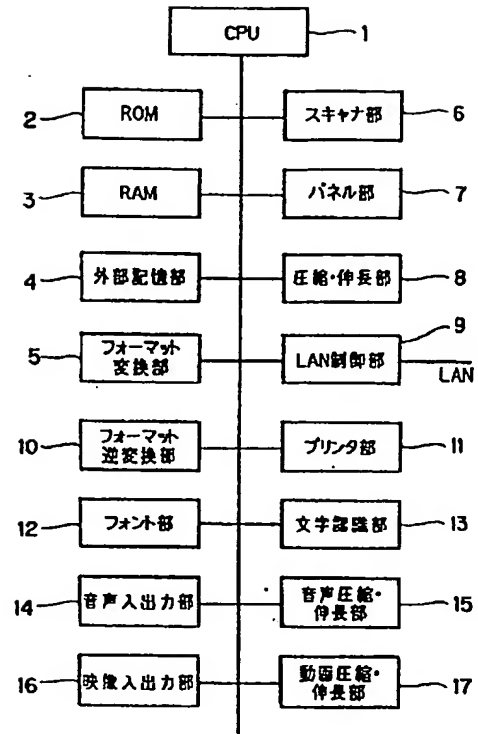 CPU 1
2 ROM スキャナ部 6
3 RAM パネル部 7
4 外部記憶部 圧縮・伸長部 8
9
5 フォーマット
変換部 LAN制御部
LAN
10 フォーマット
逆変換部 プリンタ部 11
12 フォント部 文字認識部 13
14 音声入出力部 音声圧縮・
伸長部 15
16 映像入出力部 動画圧縮・
伸長部 17